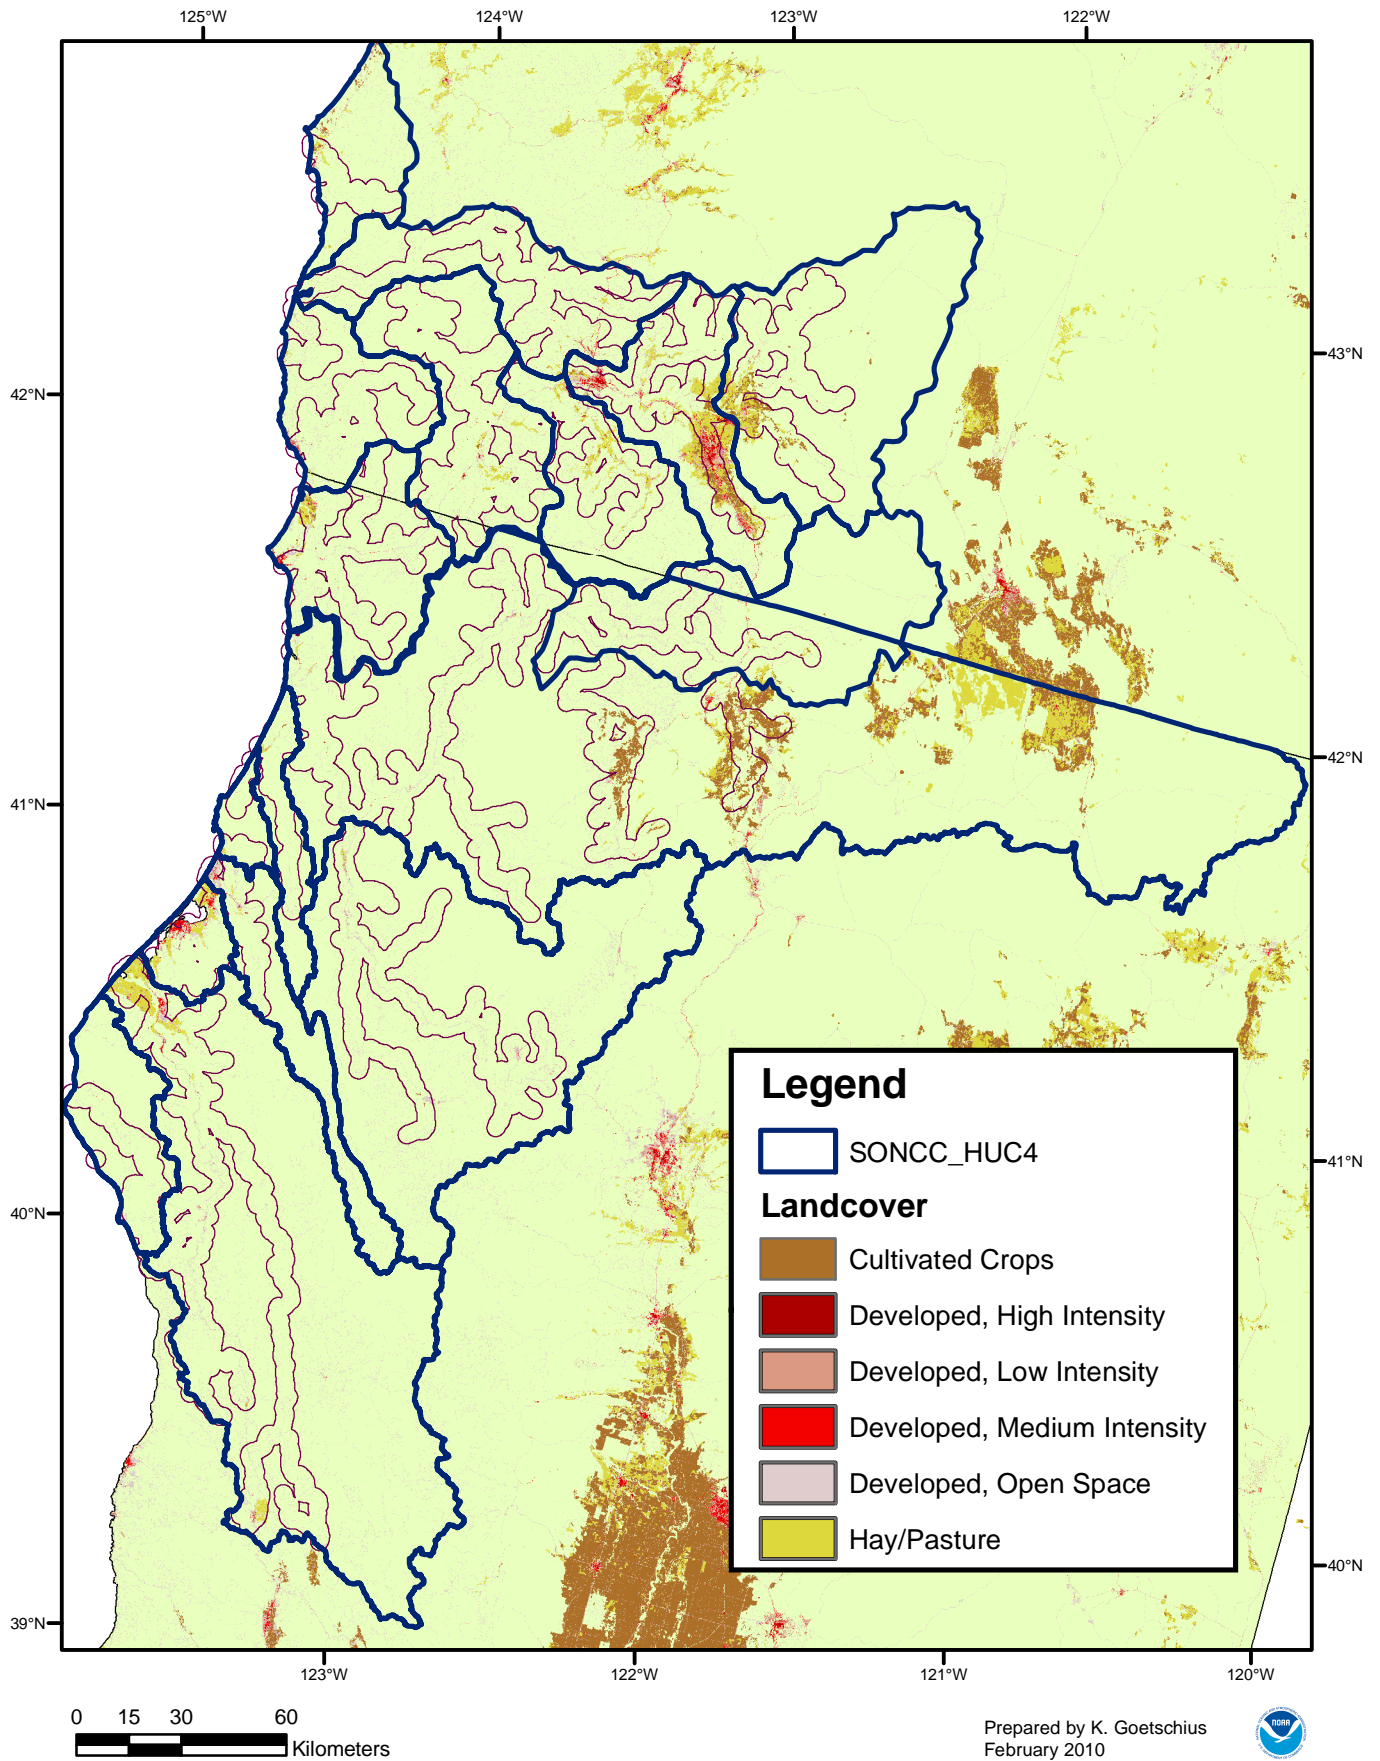 125°W 124°W 123°W 122°W
43°N
42°N
42°N
41°N
41°N
40°N
40°N
39°N
Legend
SONCC_HUC4
Landcover
Cultivated Crops
Developed, High Intensity
Developed, Low Intensity
Developed, Medium Intensity
Developed, Open Space
Hay/Pasture
123°W 122°W 121°W 120°W
0 15 30 60
Kilometers
Prepared by K. Goetschius
February 2010
NOAA